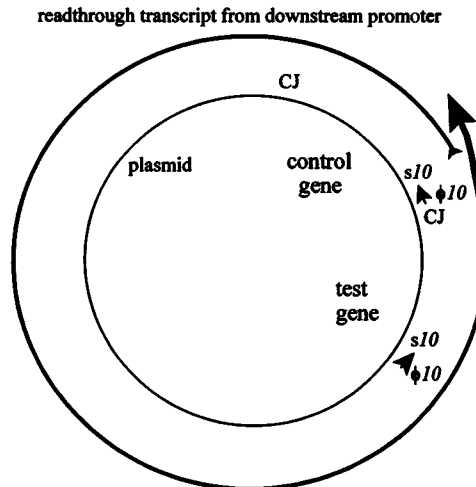 readthrough transcript from downstream promoter
CJ
plasmid
control
gene
s10
ϕ10
CJ
test
gene
s10
ϕ10